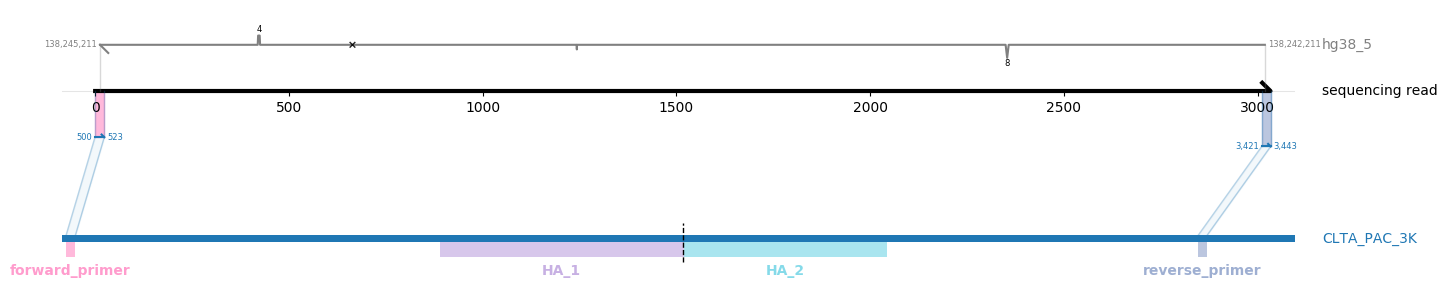 4
138,245,211
138,242,211 hg38_5
8
sequencing read
0 500 1000 1500 2000 2500 3000
500 523
3,421 3,443
CLTA_PAC_3K
forward_primer HA_1 HA_2 reverse_primer